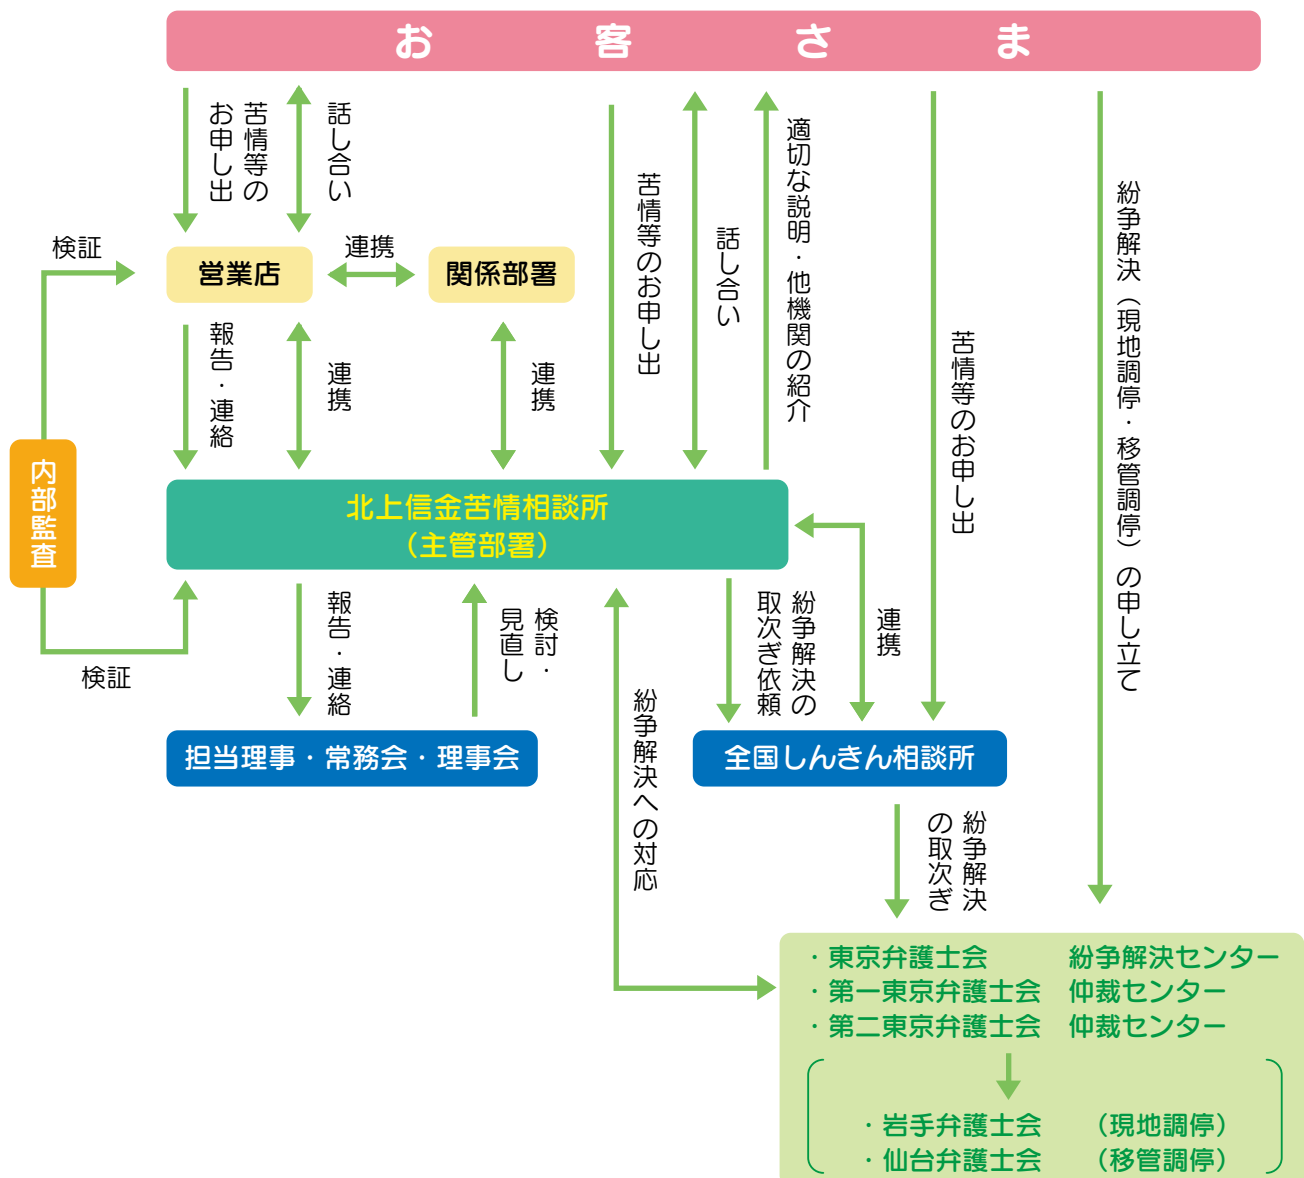 お客さま
苦情等の
お申し出
話し合い
苦情等のお申し出
話し合い
適切な説明・他機関の紹介
苦情等のお申し出
紛争解決（現地調停・移管調停）の申し立て
検証
営業店
連携
関係部署
報告・連絡
連携
連携
内部監査
北上信金苦情相談所
（主管部署）
検証
報告・連絡
検討・
見直し
紛争解決への対応
紛争解決の
取次ぎ依頼
連携
担当理事・常務会・理事会
全国しんきん相談所
紛争解決
の取次ぎ
・東京弁護士会　紛争解決センター
・第一東京弁護士会　仲裁センター
・第二東京弁護士会　仲裁センター
・岩手弁護士会　（現地調停）
・仙台弁護士会　（移管調停）